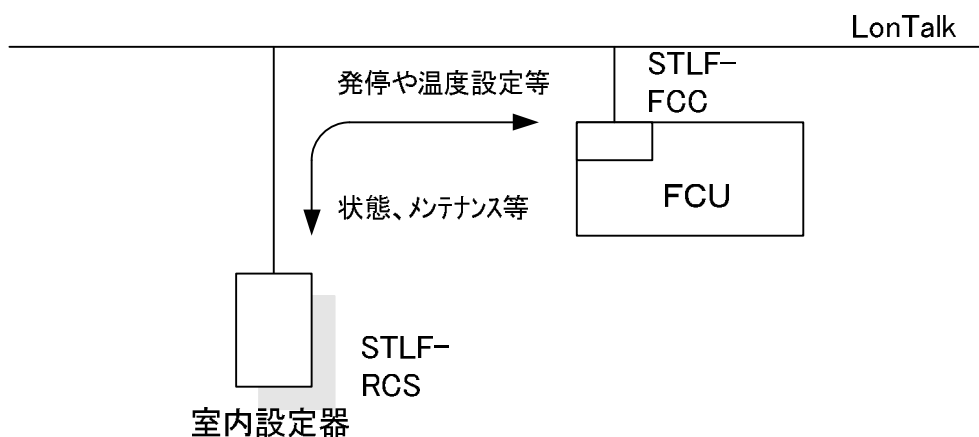 LonTalk
発停や温度設定等
STLF-
FCC
FCU
状態、メンテナンス等
STLF-
RCS
室内設定器